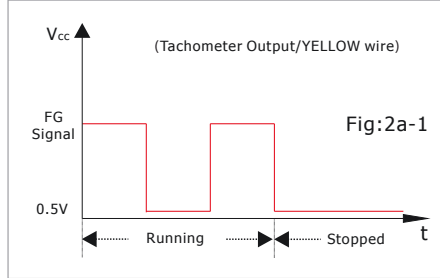 Vcc
(Tachometer Output/YELLOW wire)
FG
Signal
Fig:2a-1
0.5V
t
Running
Stopped